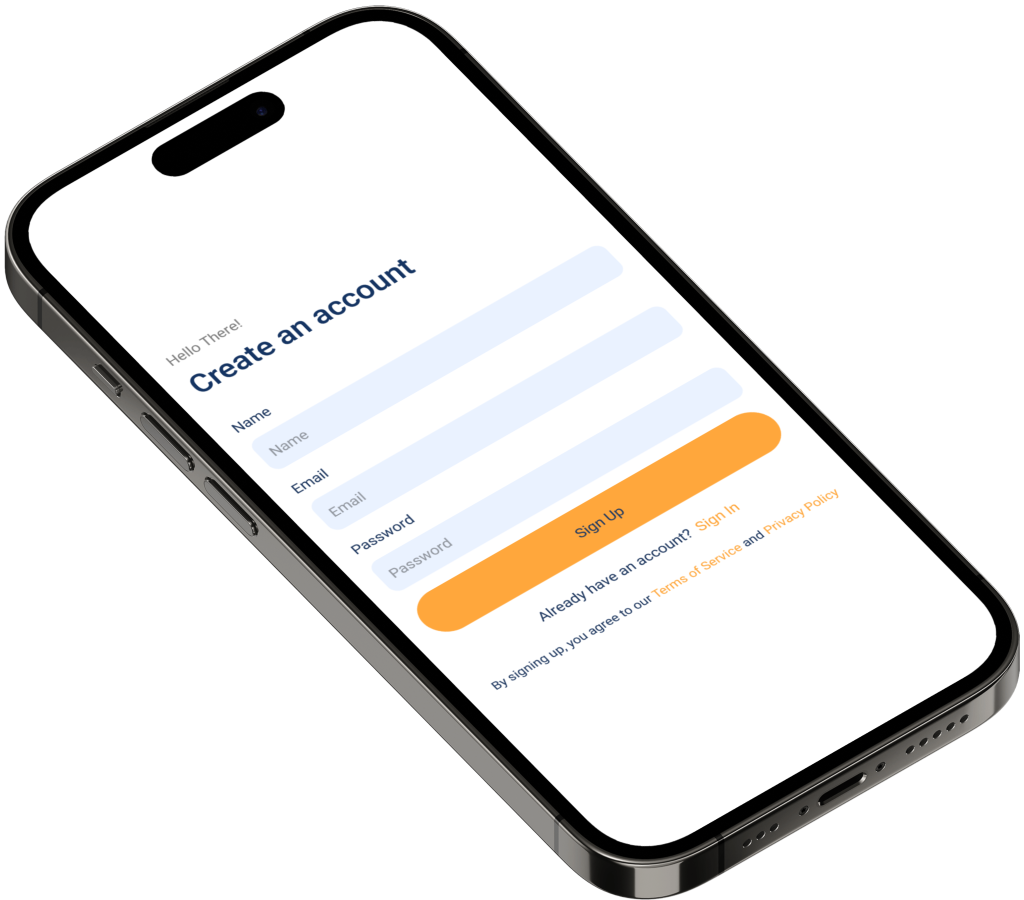 Hello There!
Create an account
Name
Name
Email
Email
Password
Password
Sign Up
Already have an account? Sign In
By signing up, you agree to our Terms of Service and Privacy Policy